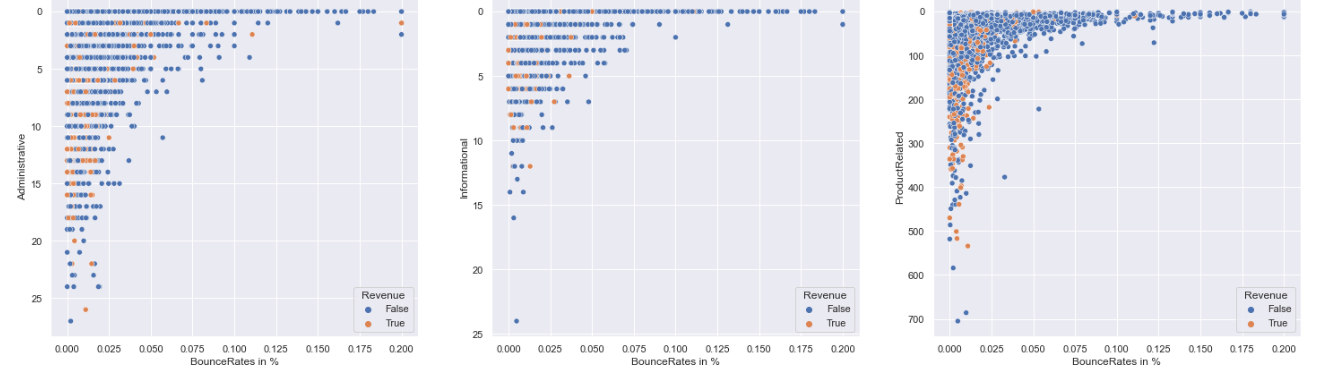 0
5
10
15
20
25
Administrative
0.000 0.025 0.050 0.075 0.100 0.125 0.150 0.175 0.200
BounceRates in %
Revenue
False
True
0
5
10
15
20
25
Informational
0.000 0.025 0.050 0.075 0.100 0.125 0.150 0.175 0.200
BounceRates in %
Revenue
False
True
0
100
200
300
400
500
600
700
ProductRelated
0.000 0.025 0.050 0.075 0.100 0.125 0.150 0.175 0.200
BounceRates in %
Revenue
False
True